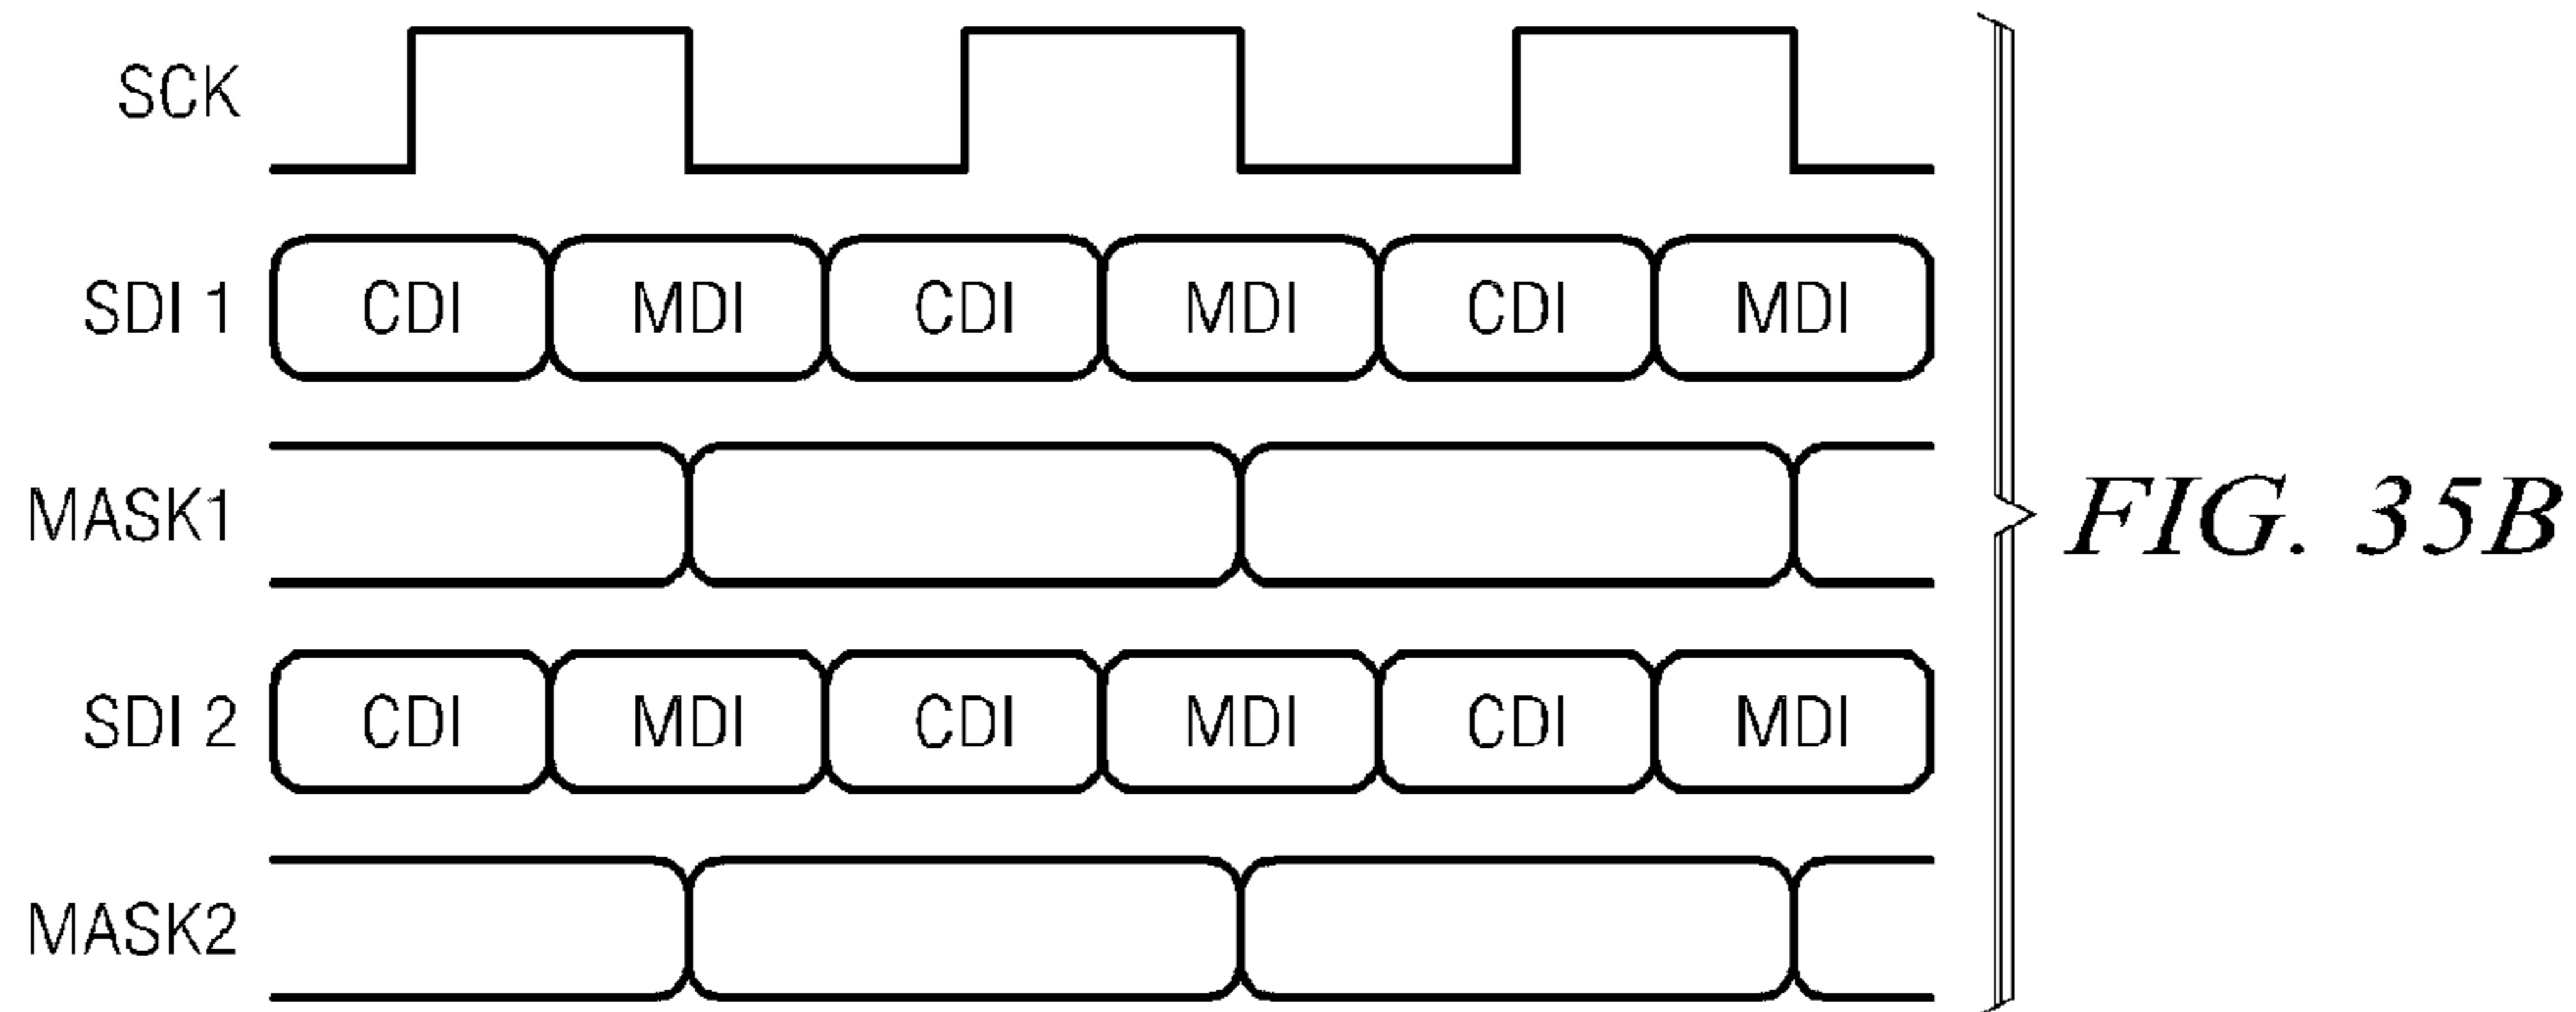 SCK
SDI 1 CDI MDI CDI MDI CDI MDI
MASK1
SDI 2 CDI MDI CDI MDI CDI MDI
MASK2
FIG. 35B